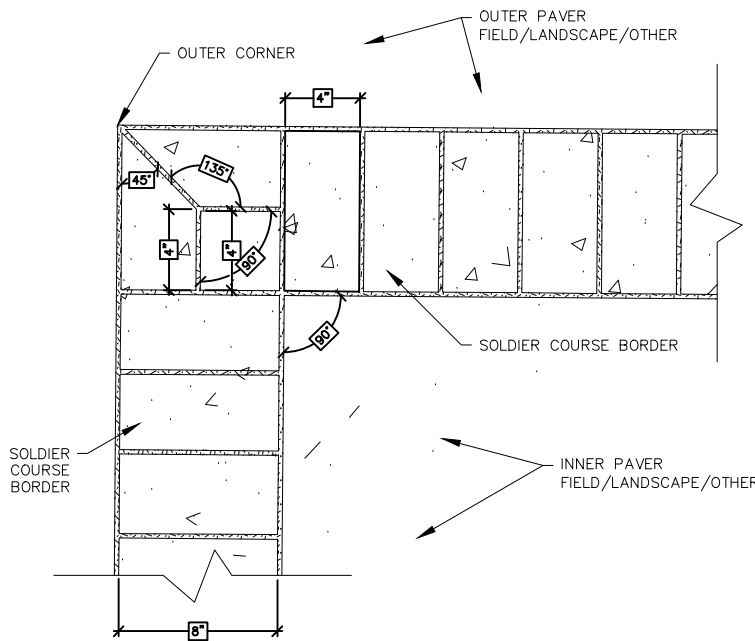 OUTER PAVER
FIELD/LANDSCAPE/OTHER
OUTER CORNER
4"
135°
45°
4"
4"
90°
90°
SOLDIER COURSE BORDER
SOLDIER
COURSE
BORDER
INNER PAVER
FIELD/LANDSCAPE/OTHER
8"